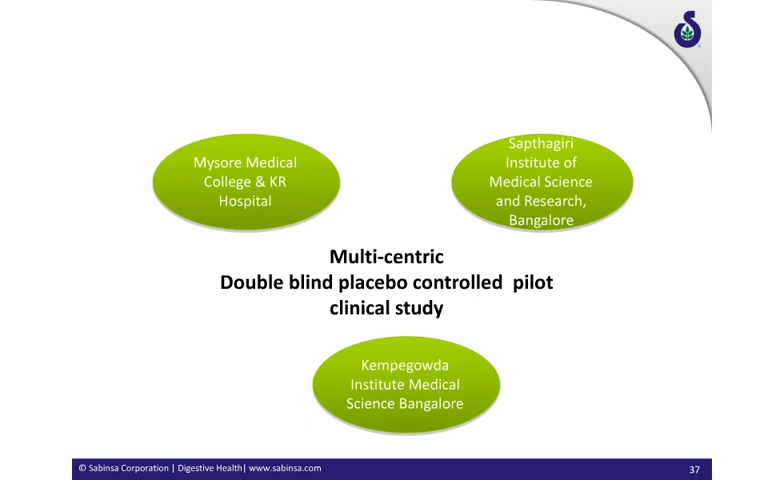 Mysore Medical
College & KR
Hospital
Sapthagiri
Institute of
Medical Science
and Research,
Bangalore
Multi-centric
Double blind placebo controlled  pilot
clinical study
Kempegowda
Institute Medical
Science Bangalore
© Sabinsa Corporation | Digestive Health| www.sabinsa.com
37